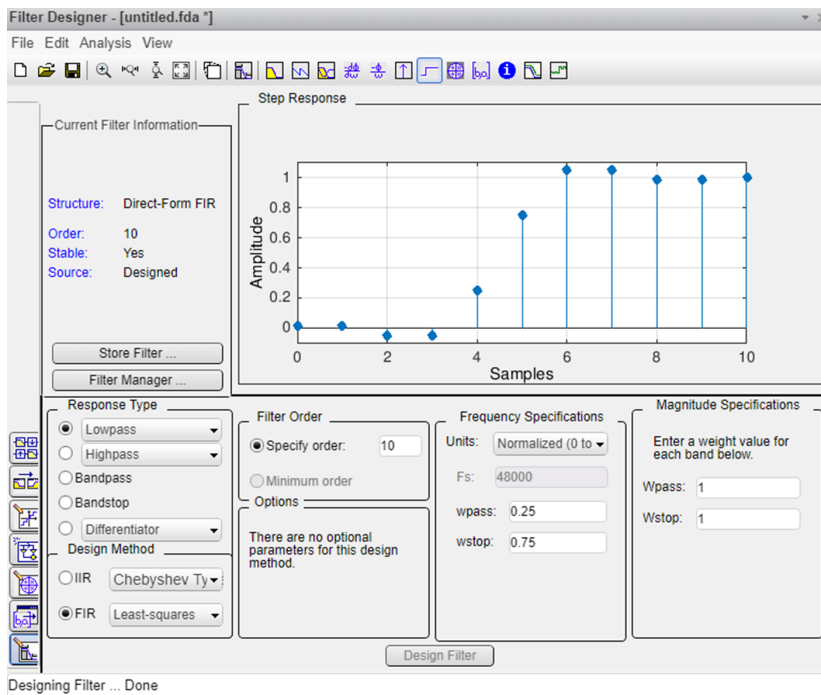 Filter Designer - [untitled.fda *]
File Edit Analysis View
Step Response
Current Filter Information
Structure: Direct-Form FIR
Order: 10
Stable: Yes
Source: Designed
Store Filter ...
Filter Manager ...
Amplitude
1
0.8
0.6
0.4
0.2
0
0 2 4 6 8 10
Samples
Response Type
Lowpass
Highpass
Bandpass
Bandstop
Differentiator
Design Method
IIR Chebyshev Ty
FIR Least-squares
Filter Order
Specify order: 10
Minimum order
Options
There are no optional
parameters for this design
method.
Frequency Specifications
Units: Normalized (0 to
Fs: 48000
wpass: 0.25
wstop: 0.75
Magnitude Specifications
Enter a weight value for
each band below.
Wpass: 1
Wstop: 1
Design Filter
Designing Filter ... Done